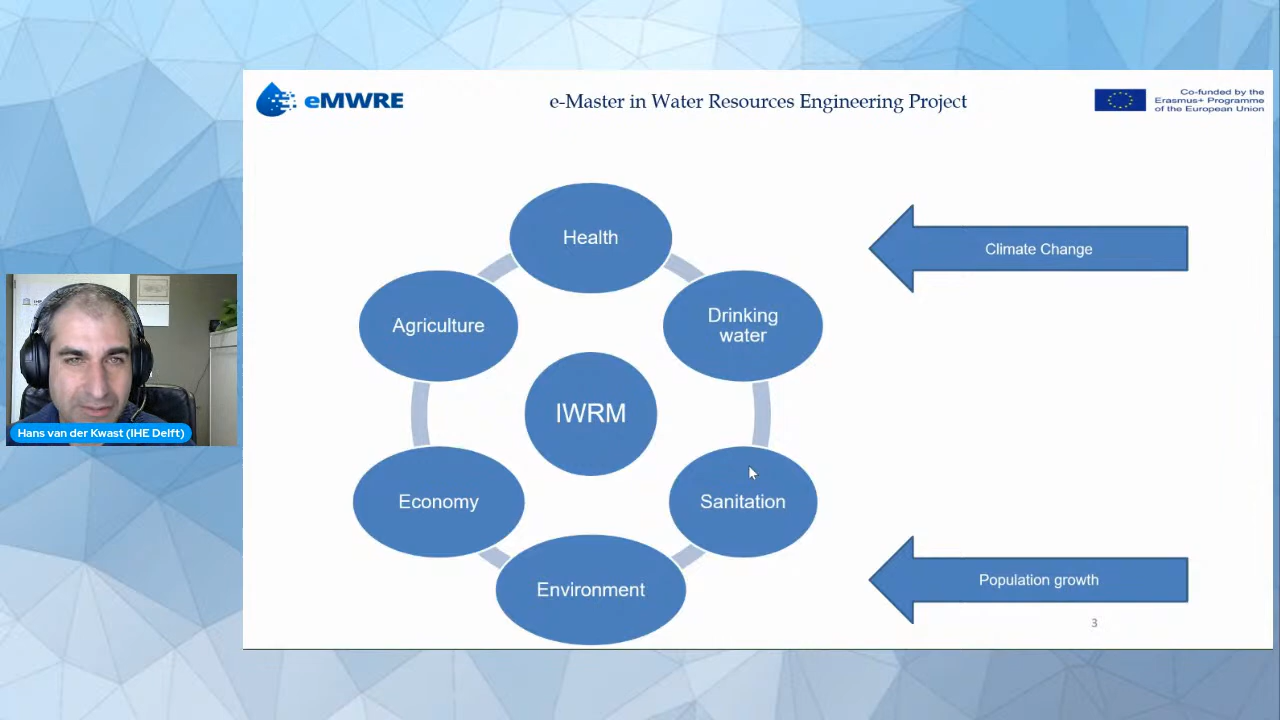 eMWRE
e-Master in Water Resources Engineering Project
Co-funded by the
Erasmus+ Programme
of the European Union
Health
Drinking
water
Agriculture
IWRM
Economy
Sanitation
Environment
Climate Change
Population growth
3
Hans van der Kwast (IHE Delft)